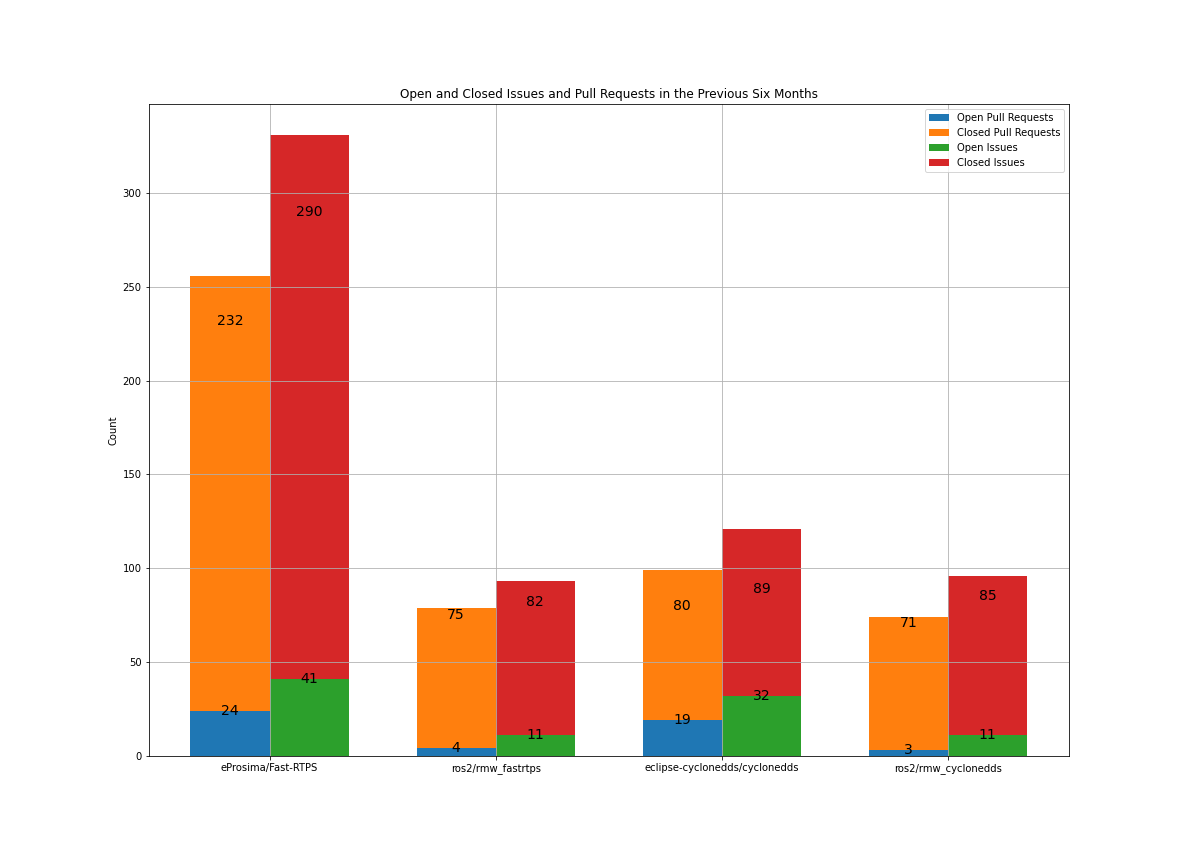 Open and Closed Issues and Pull Requests in the Previous Six Months
Open Pull Requests
Closed Pull Requests
Open Issues
Closed Issues
300
250
200
150
100
50
0
Count
290
232
41
24
82
75
11
4
89
80
32
19
85
71
11
3
eProsima/Fast-RTPS
ros2/rmw_fastrtps
eclipse-cyclonedds/cyclonedds
ros2/rmw_cyclonedds